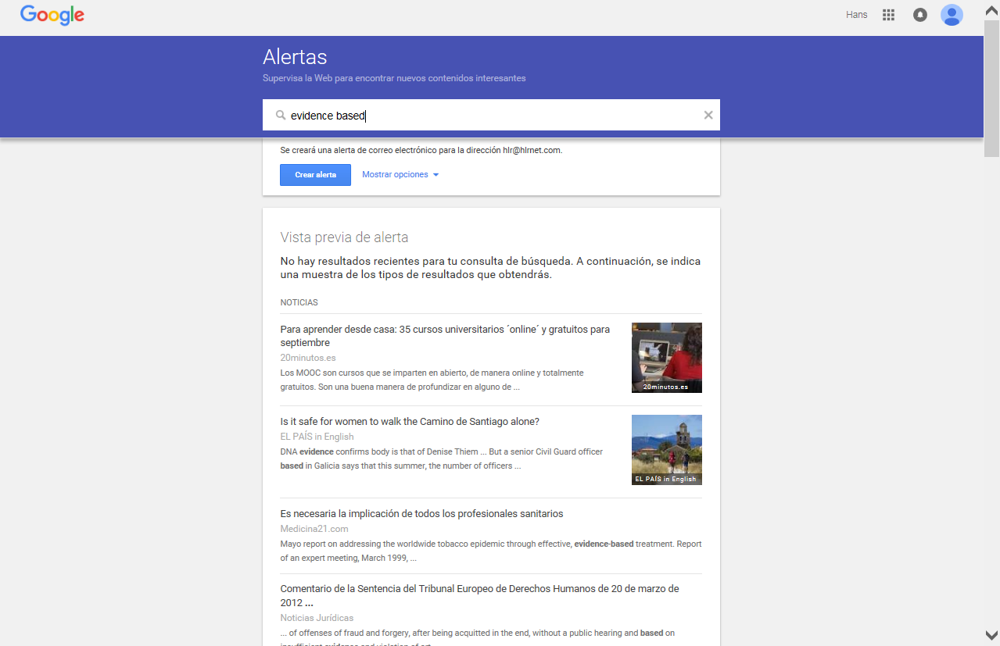 Google
Hans
Alertas
Supervisa la Web para encontrar nuevos contenidos interesantes
evidence based
Se creará una alerta de correo electrónico para la dirección hlr@hlrnet.com.
Crear alerta
Mostrar opciones
Vista previa de alerta
No hay resultados recientes para tu consulta de búsqueda. A continuación, se indica
una muestra de los tipos de resultados que obtendrás.
NOTICIAS
Para aprender desde casa: 35 cursos universitarios ´online´ y gratuitos para
septiembre
20minutos.es
Los MOOC son cursos que se imparten en abierto, de manera online y totalmente
gratuitos. Son una buena manera de profundizar en alguno de ...
20minutos.es
Is it safe for women to walk the Camino de Santiago alone?
EL PAÍS in English
DNA evidence confirms body is that of Denise Thiem ... But a senior Civil Guard officer
based in Galicia says that this summer, the number of officers ...
EL PAÍS in English
Es necesaria la implicación de todos los profesionales sanitarios
Medicina21.com
Mayo report on addressing the worldwide tobacco epidemic through effective, evidence-based treatment. Report
of an expert meeting, March 1999, ...
Comentario de la Sentencia del Tribunal Europeo de Derechos Humanos de 20 de marzo de
2012 ...
Noticias Jurídicas
... of offenses of fraud and forgery, after being acquitted in the end, without a public hearing and based on
insufficient evidence and violation of art